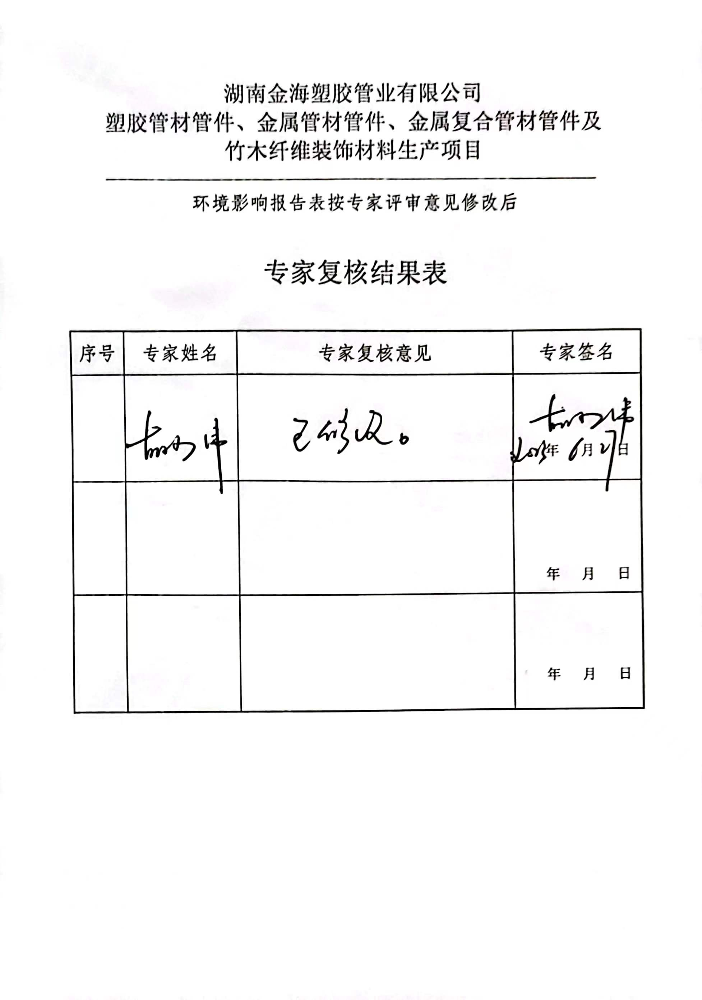 湖南金海塑胶管业有限公司
塑胶管材管件、金属管材管件、金属复合管材管件及
竹木纤维装饰材料生产项目
环境影响报告表按专家评审意见修改后
专家复核结果表
序号 专家姓名 专家复核意见 专家签名
已修改。
年 6月27日
年 月 日
年 月 日